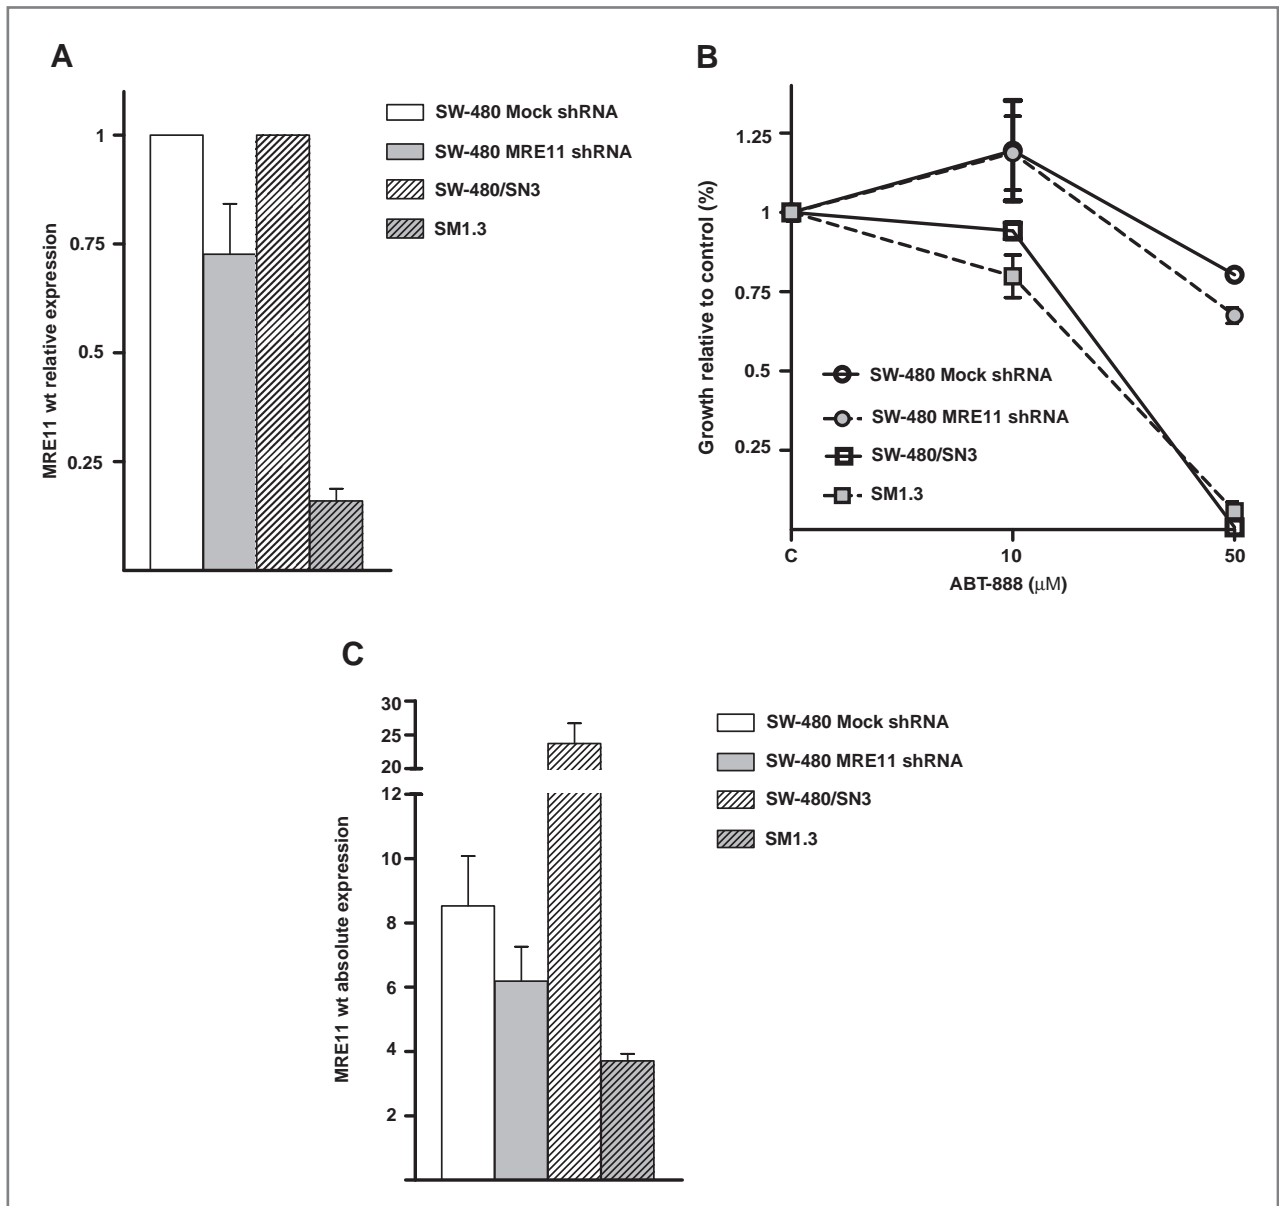 A
MRE11 wt relative expression
1
0.75
0.5
0.25
SW-480 Mock shRNA
SW-480 MRE11 shRNA
SW-480/SN3
SM1.3
B
Growth relative to control (%)
1.25
1
0.75
0.5
0.25
SW-480 Mock shRNA
SW-480 MRE11 shRNA
SW-480/SN3
SM1.3
C 10 50
ABT-888 (μM)
C
MRE11 wt absolute expression
30
25
20
12
10
8
6
4
2
SW-480 Mock shRNA
SW-480 MRE11 shRNA
SW-480/SN3
SM1.3